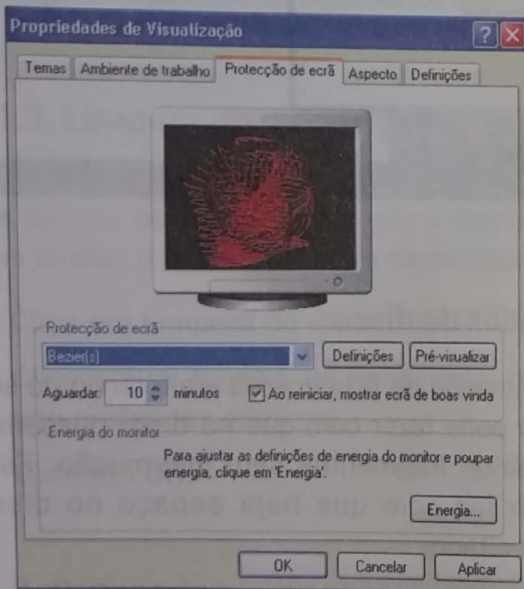 Propriedades de Visualização
Temas Ambiente de trabalho Protecção de ecrã Aspecto Definições
Protecção de ecrã
Bezier(s) Definições Pré-visualizar
Aguardar: 10 minutos Ao reiniciar, mostrar ecrã de boas vinda
Energia do monitor
Para ajustar as definições de energia do monitor e poupar
energia, clique em 'Energia'.
Energia...
OK Cancelar Aplicar